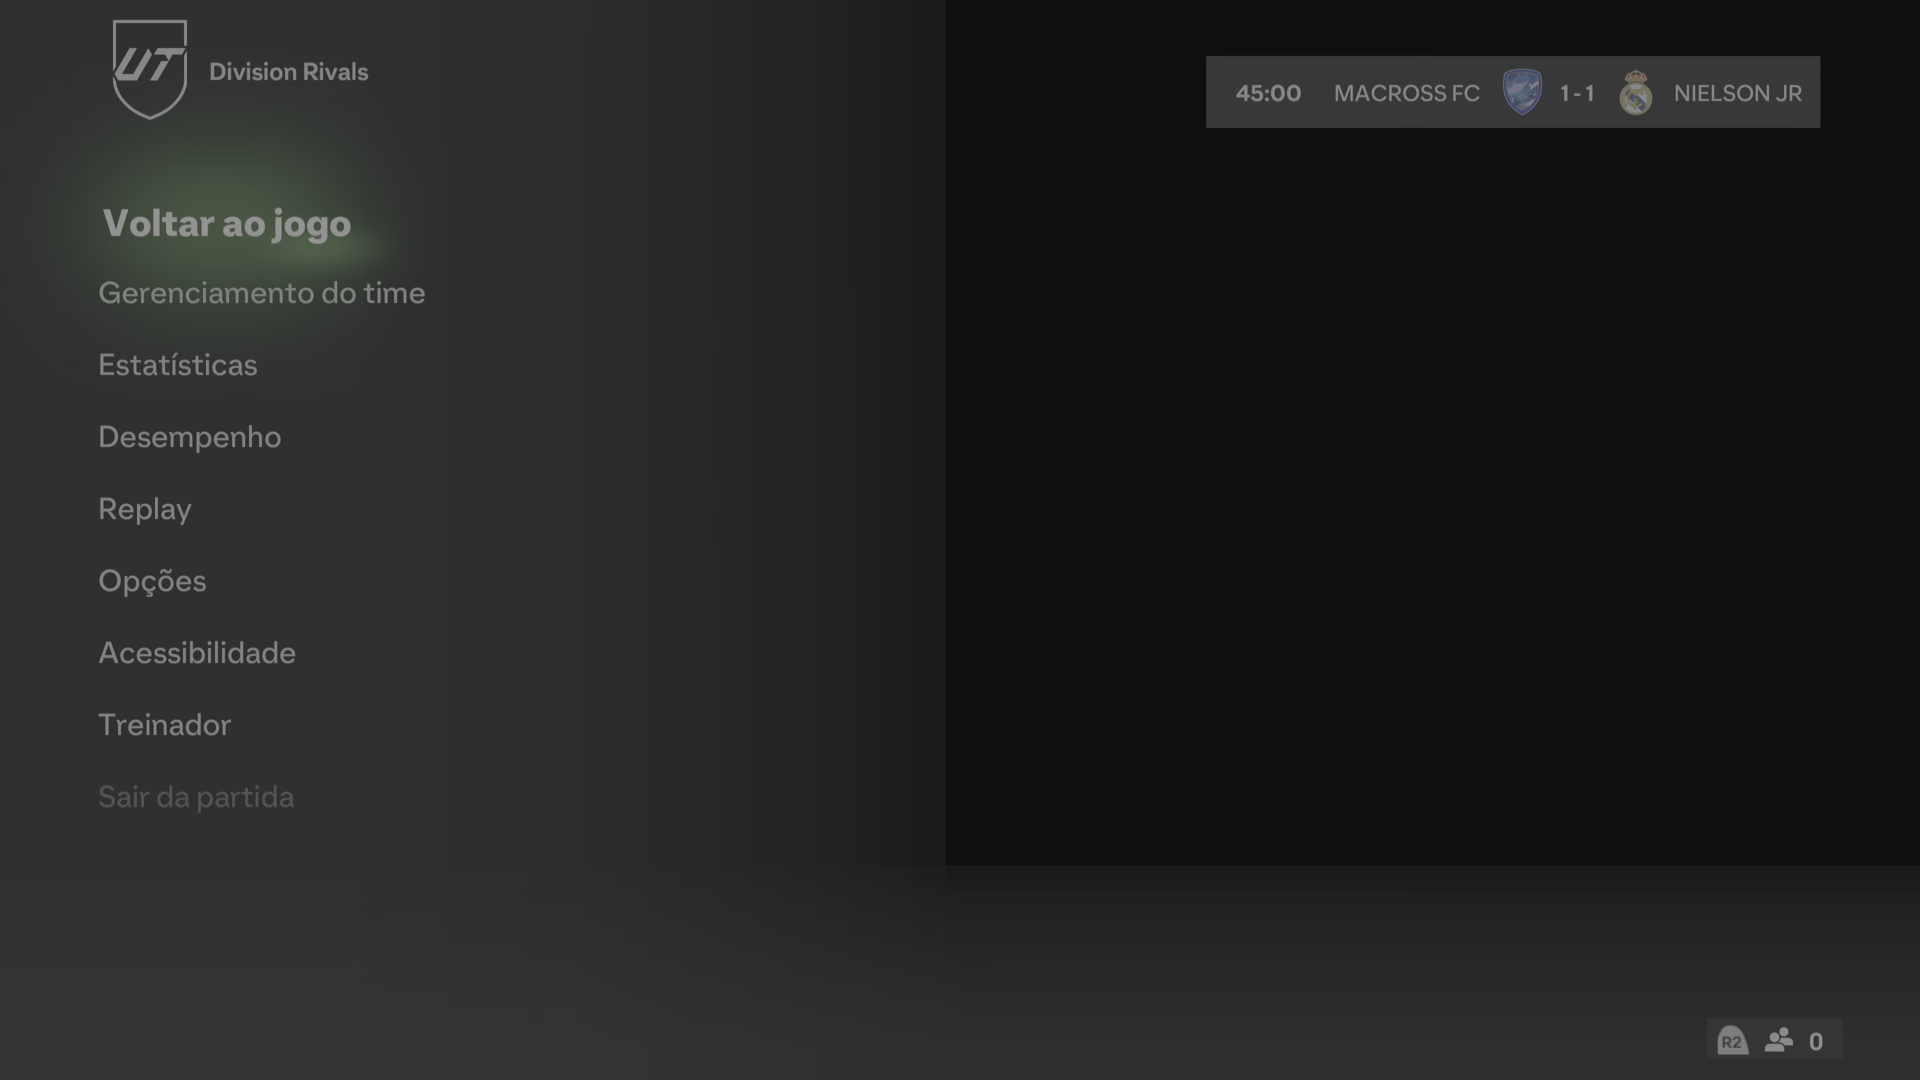 UT Division Rivals
45:00 MACROSS FC 1 - 1 NIELSON JR
Voltar ao jogo
Gerenciamento do time
Estatísticas
Desempenho
Replay
Opções
Acessibilidade
Treinador
Sair da partida
R2 0